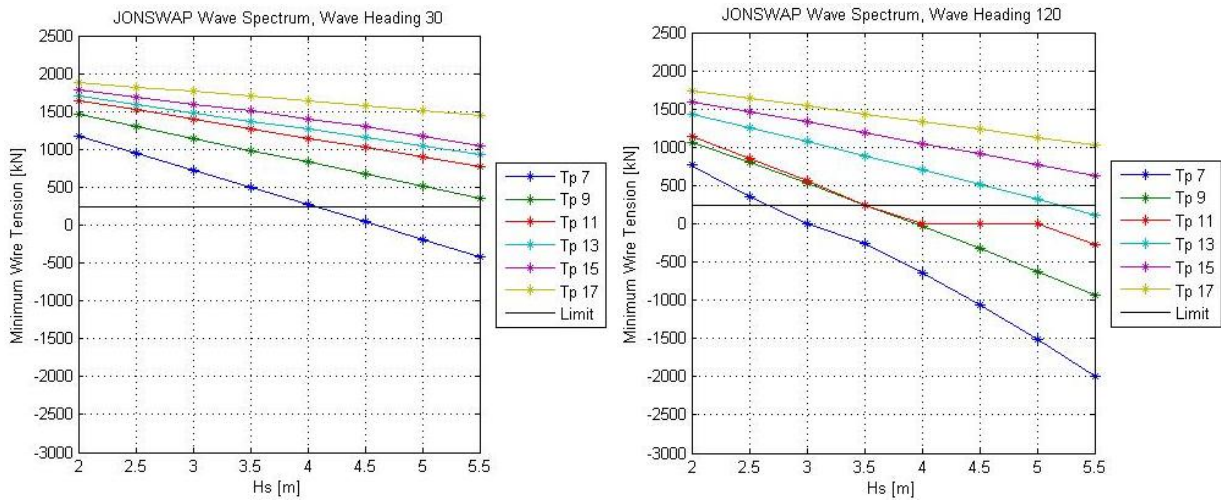 JONSWAP Wave Spectrum, Wave Heading 30
Minimum Wire Tension [kN]
2500
2000
1500
1000
500
0
-500
-1000
-1500
-2000
-2500
-3000
2 2.5 3 3.5 4 4.5 5 5.5
Hs [m]
Tp 7
Tp 9
Tp 11
Tp 13
Tp 15
Tp 17
Limit
JONSWAP Wave Spectrum, Wave Heading 120
Minimum Wire Tension [kN]
2500
2000
1500
1000
500
0
-500
-1000
-1500
-2000
-2500
-3000
2 2.5 3 3.5 4 4.5 5 5.5
Hs [m]
Tp 7
Tp 9
Tp 11
Tp 13
Tp 15
Tp 17
Limit